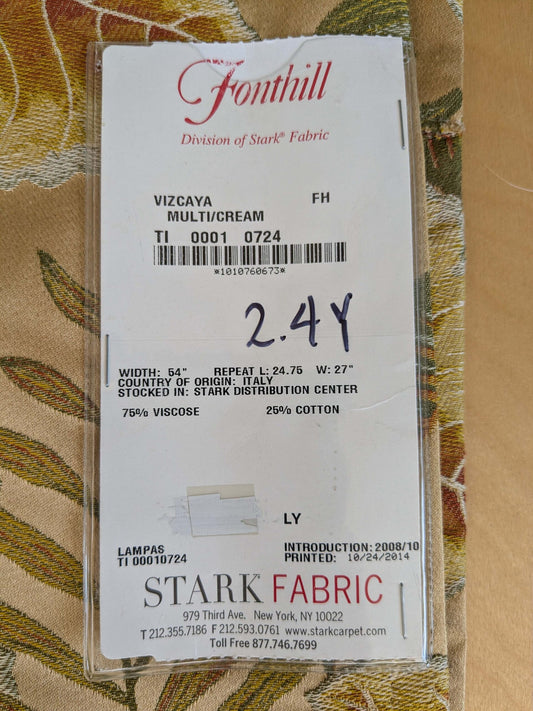 Fonthill
Division of Stark® Fabric
VIZCAYA FH
MULTI/CREAM
TI 0001 0724
*1010760673*
2.4Y
WIDTH: 54" REPEAT L: 24.75 W: 27"
COUNTRY OF ORIGIN: ITALY
STOCKED IN: STARK DISTRIBUTION CENTER
75% VISCOSE 25% COTTON
LY
LAMPAS INTRODUCTION: 2008/10
TI 00010724 PRINTED: 10/24/2014
STARK® FABRIC
979 Third Ave. New York, NY 10022
T 212.355.7186 F 212.593.0761 www.starkcarpet.com
Toll Free 877.746.7699